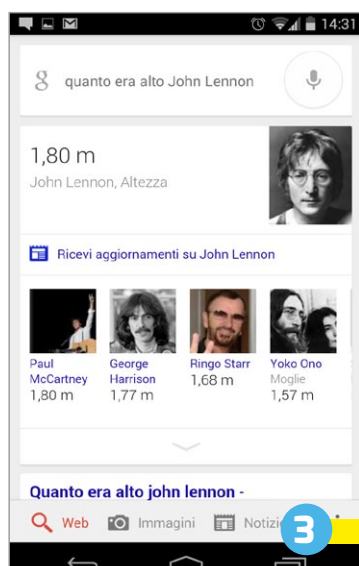 14:31
g quanto era alto John Lennon
1,80 m
John Lennon, Altezza
Ricevi aggiornamenti su John Lennon
Paul McCartney
1,80 m
George Harrison
1,77 m
Ringo Starr
1,68 m
Yoko Ono
Moglie
1,57 m
Quanto era alto john lennon -
Web Immagini Notizi
3